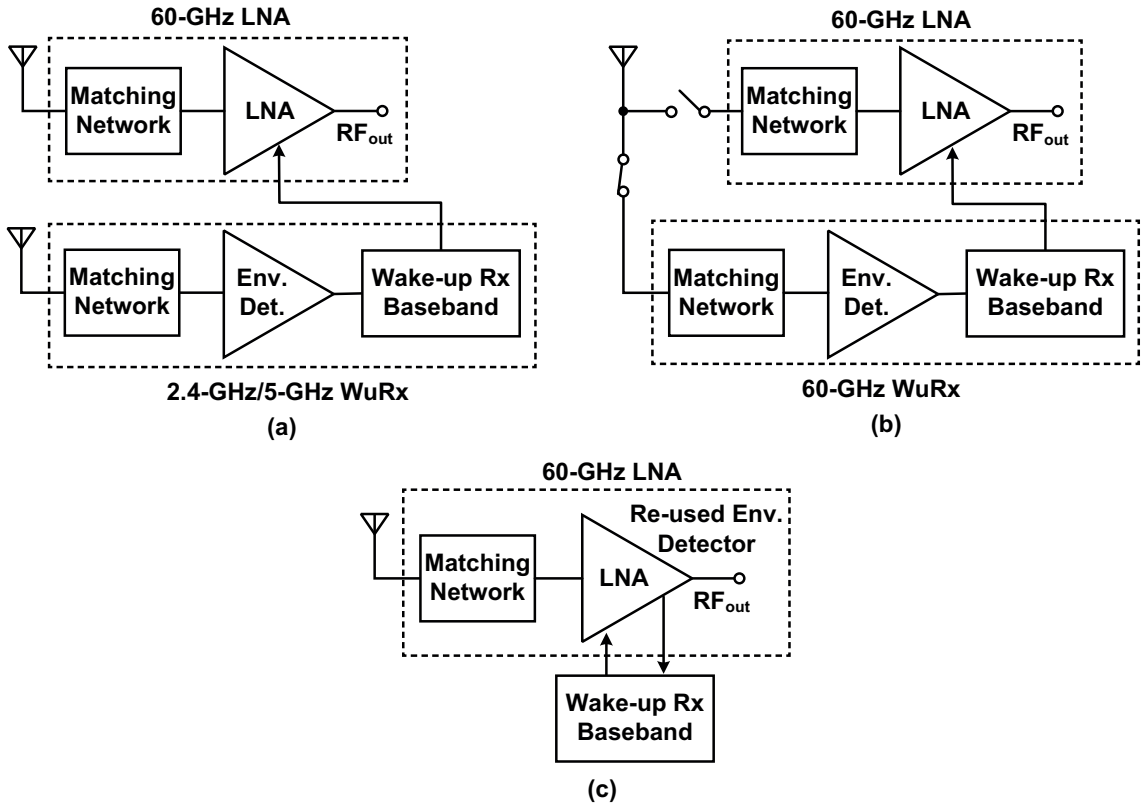 60-GHz LNA
Matching
Network
LNA
RFout
Env.
Det.
Wake-up Rx
Baseband
Matching
Network
2.4-GHz/5-GHz WuRx
(a)
60-GHz LNA
Matching
Network
LNA
RFout
Matching
Network
Env.
Det.
Wake-up Rx
Baseband
60-GHz WuRx
(b)
60-GHz LNA
Re-used Env.
Detector
Matching
Network
LNA
RFout
Wake-up Rx
Baseband
(c)